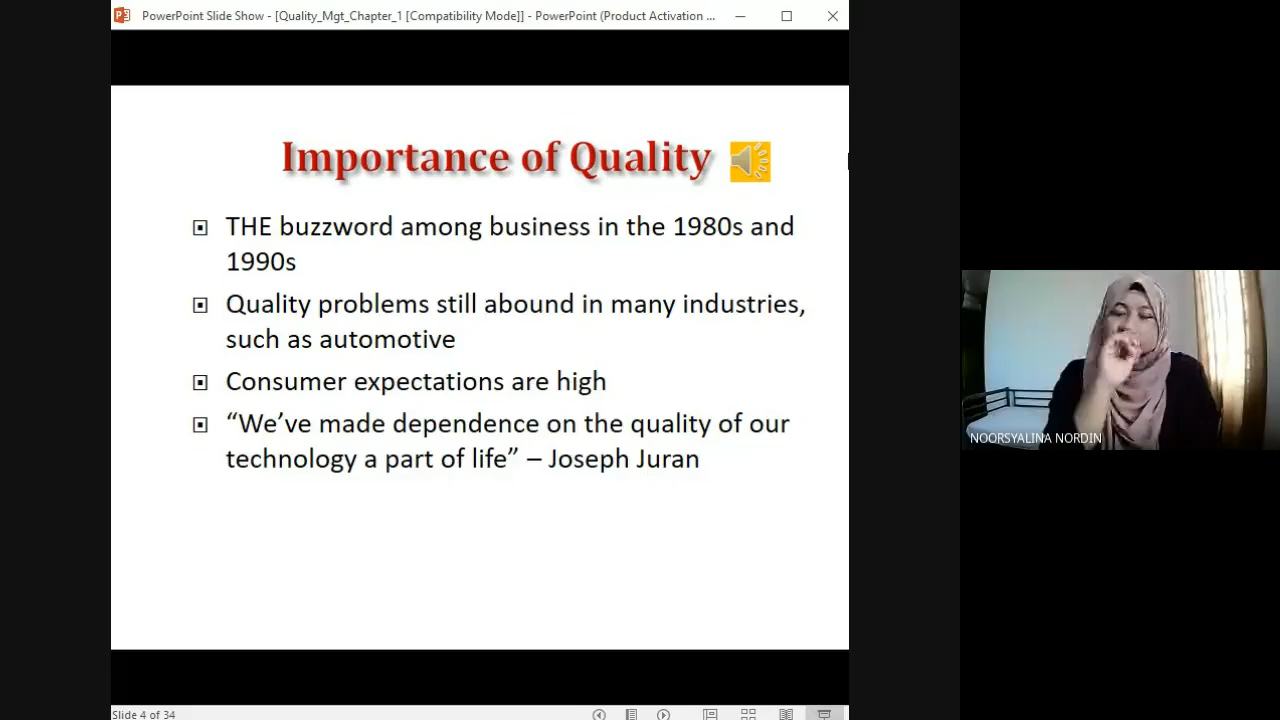 PowerPoint Slide Show - [Quality_Mgt_Chapter_1 [Compatibility Mode]] - PowerPoint (Product Activation ...
Importance of Quality
THE buzzword among business in the 1980s and
1990s
Quality problems still abound in many industries,
such as automotive
Consumer expectations are high
“We’ve made dependence on the quality of our
technology a part of life” – Joseph Juran
NOORSYALINA NORDIN
Slide 4 of 34